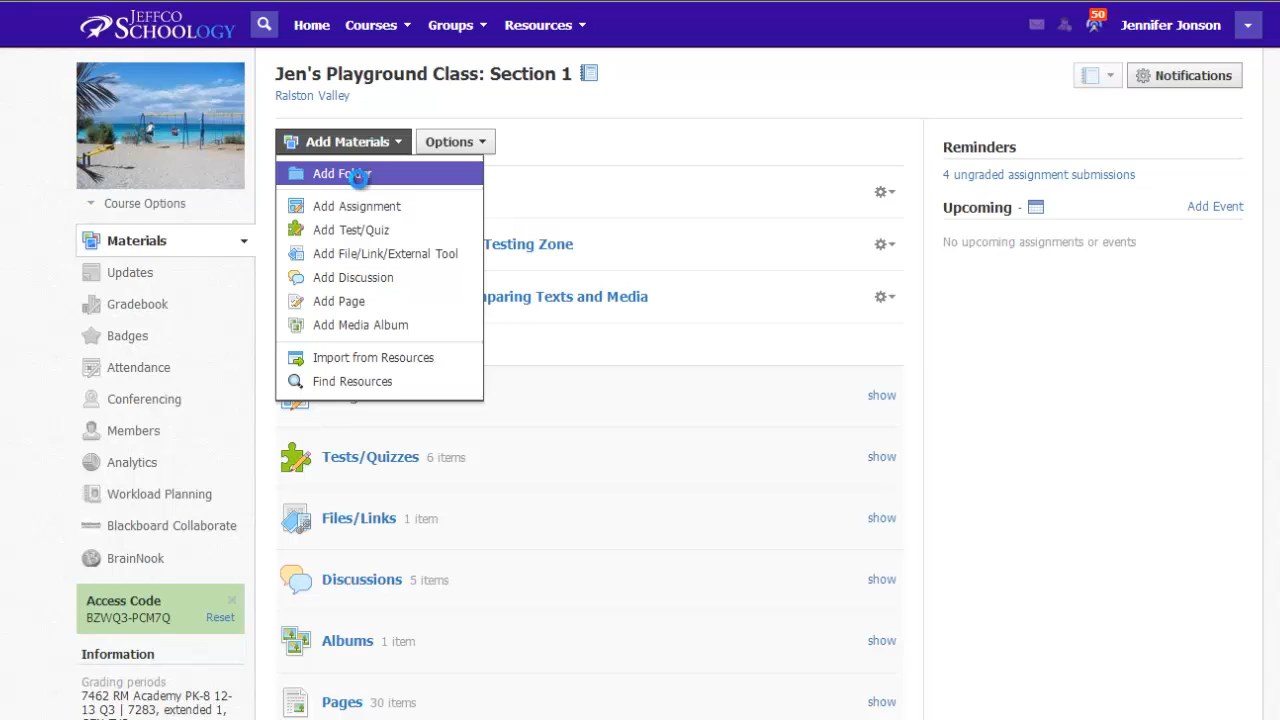 JEFFCO
SCHOOLOGY
Home
Courses
Groups
Resources
50
Jennifer Jonson
Jen's Playground Class: Section 1
Ralston Valley
Notifications
Add Materials
Options
Add Folder
Add Assignment
Add Test/Quiz
Add File/Link/External Tool
Add Discussion
Add Page
Add Media Album
Import from Resources
Find Resources
Testing Zone
paring Texts and Media
show
Tests/Quizzes 6 items
show
Files/Links 1 item
show
Discussions 5 items
show
Albums 1 item
show
Pages 30 items
show
Reminders
4 ungraded assignment submissions
Upcoming -
Add Event
No upcoming assignments or events
Course Options
Materials
Updates
Gradebook
Badges
Attendance
Conferencing
Members
Analytics
Workload Planning
Blackboard Collaborate
BrainNook
Access Code
BZWQ3-PCM7Q Reset
Information
Grading periods
7462 RM Academy PK-8 12-
13 Q3 | 7283, extended 1,